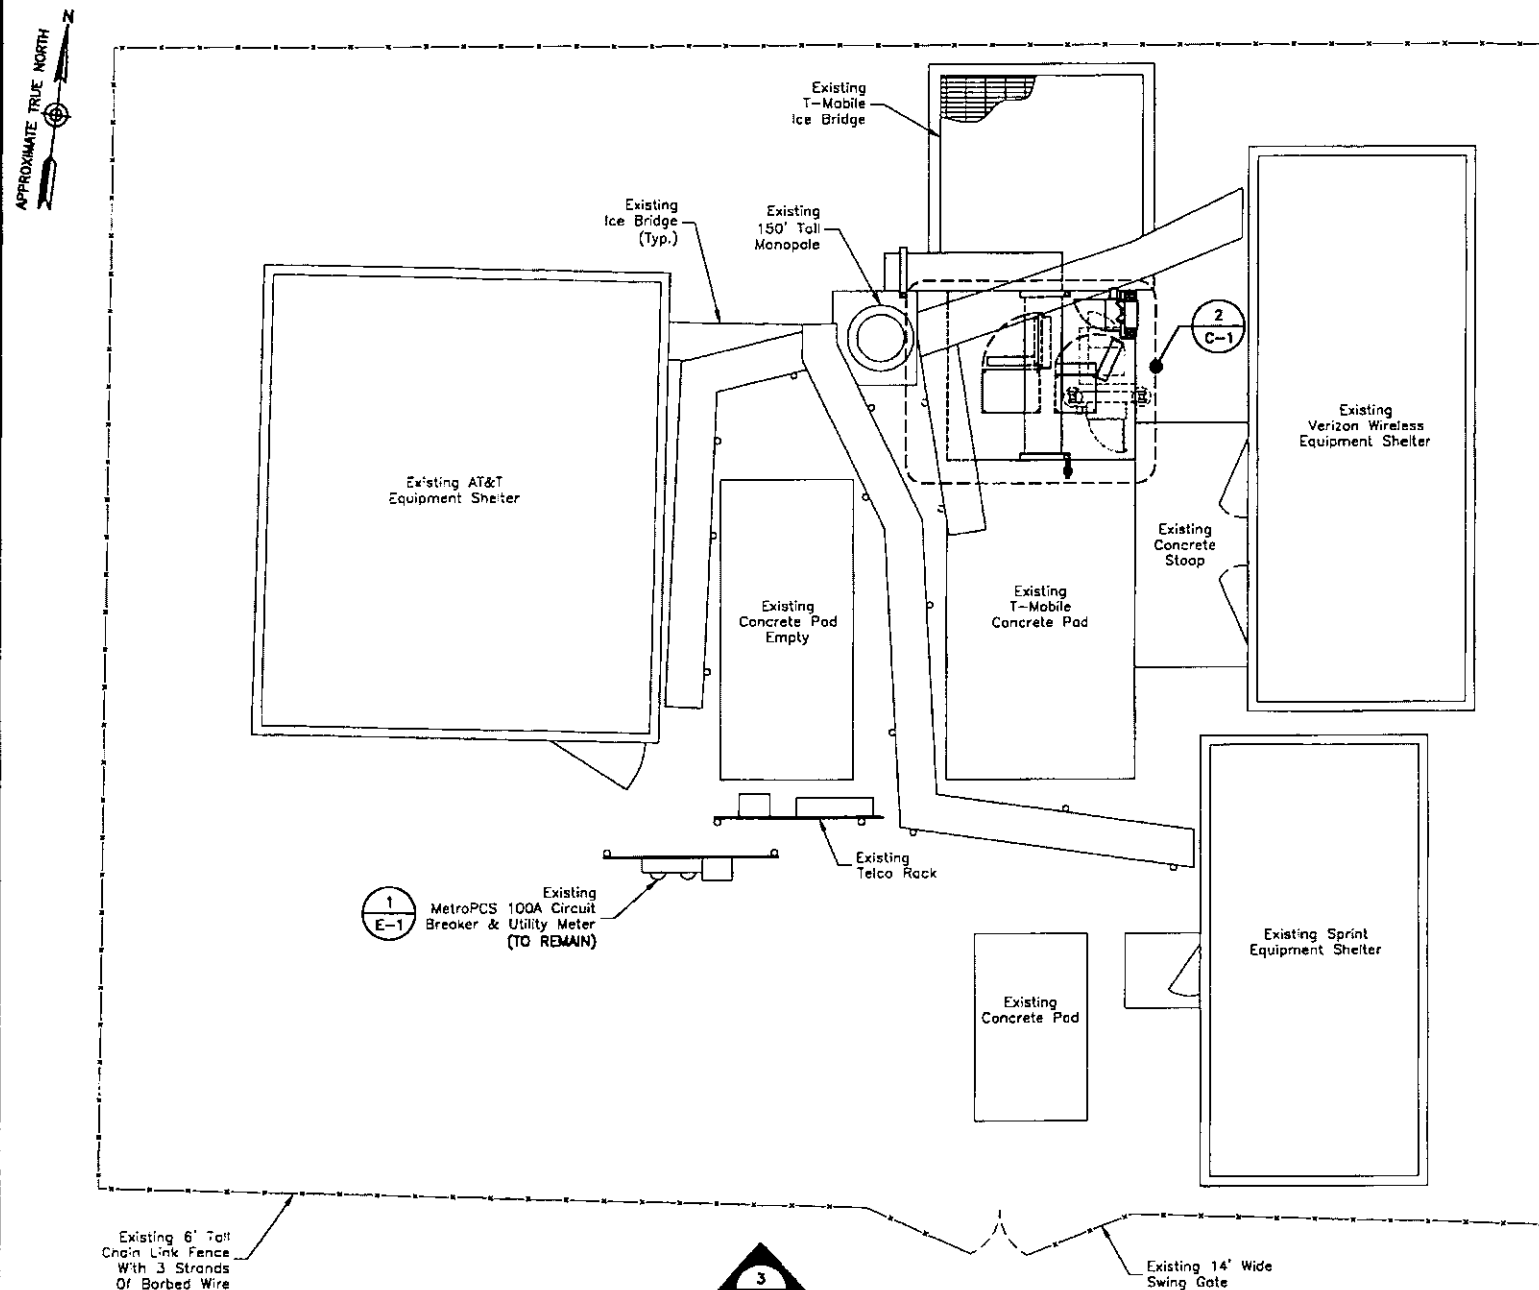 N
APPROXIMATE TRUE NORTH
Existing
T-Mobile
Ice Bridge
Existing
Ice Bridge
(Typ.)
Existing
150' Tall
Monopole
2
C-1
Existing
Verizon Wireless
Equipment Shelter
Existing AT&T
Equipment Shelter
Existing
Concrete
Stoop
Existing
Concrete Pad
Empty
Existing
T-Mobile
Concrete Pad
Existing
Telco Rack
1
E-1
Existing
MetroPCS 100A Circuit
Breaker & Utility Meter
(TO REMAIN)
Existing Sprint
Equipment Shelter
Existing
Concrete Pad
Existing 6' Tall
Chain Link Fence
With 3 Strands
Of Barbed Wire
3
Existing 14' Wide
Swing Gate